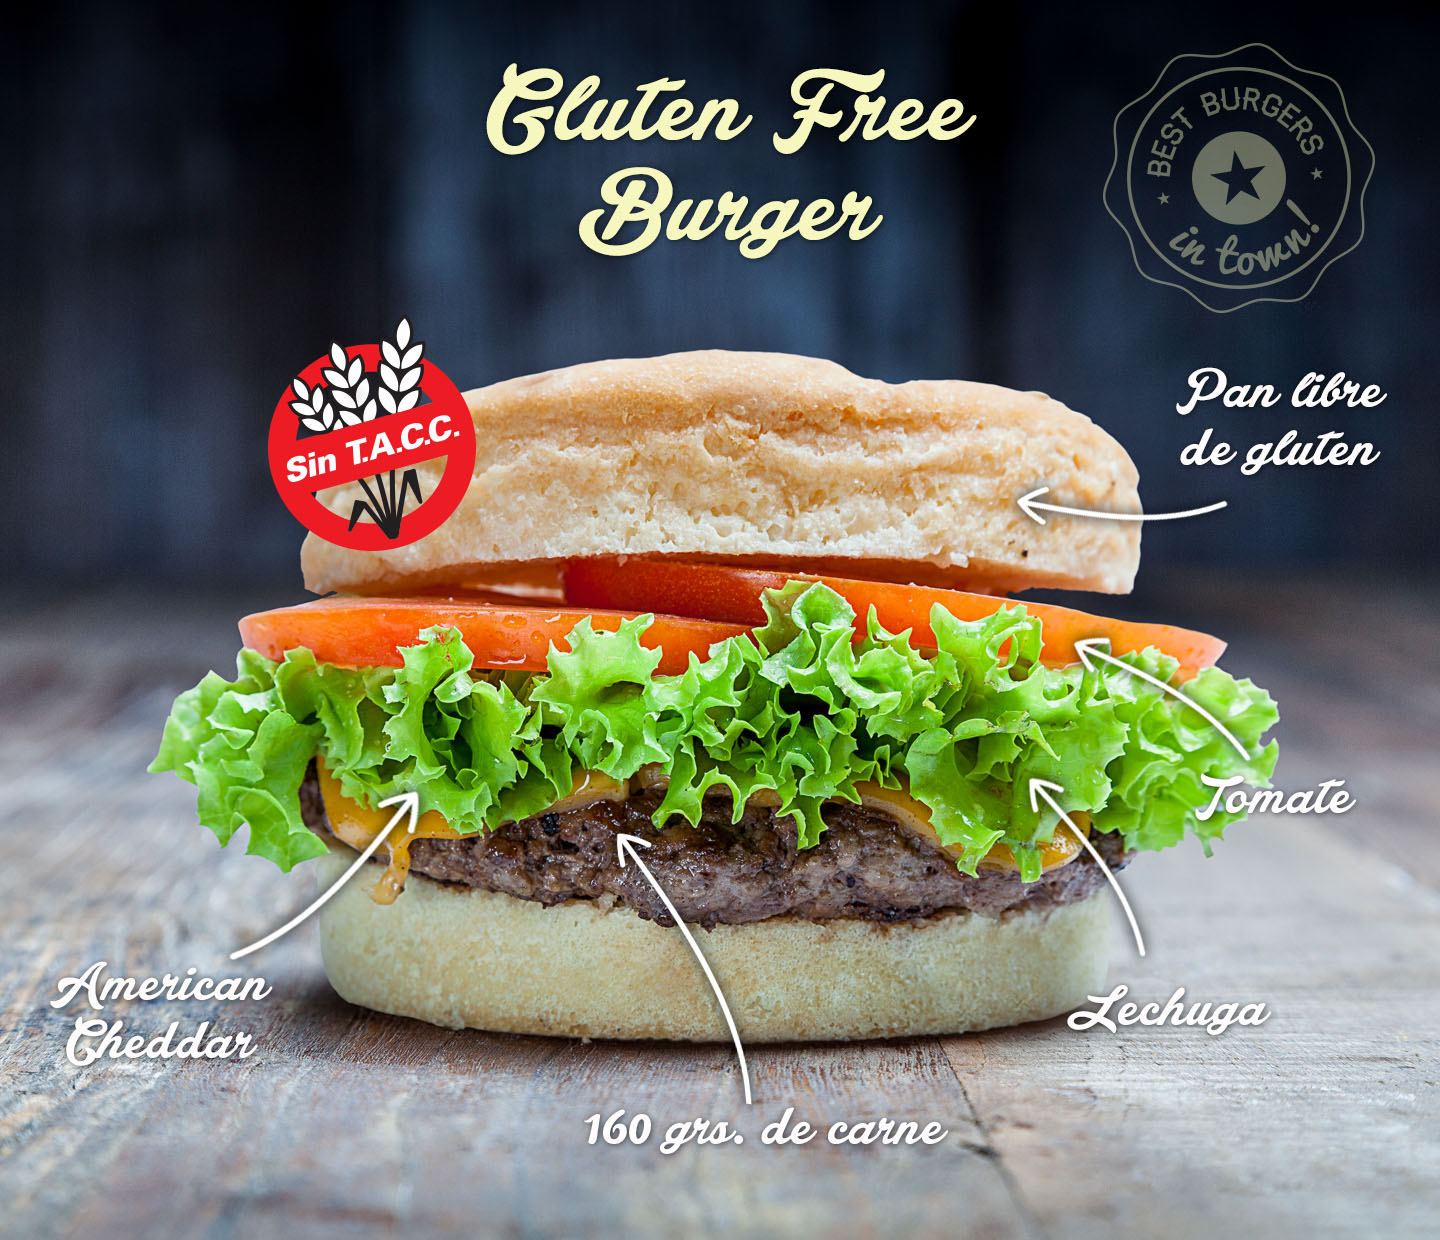 Gluten Free
Burger
BEST BURGERS
in town!
Sin T.A.C.C.
Pan libre
de gluten
Tomate
American
Cheddar
Lechuga
160 grs. de carne